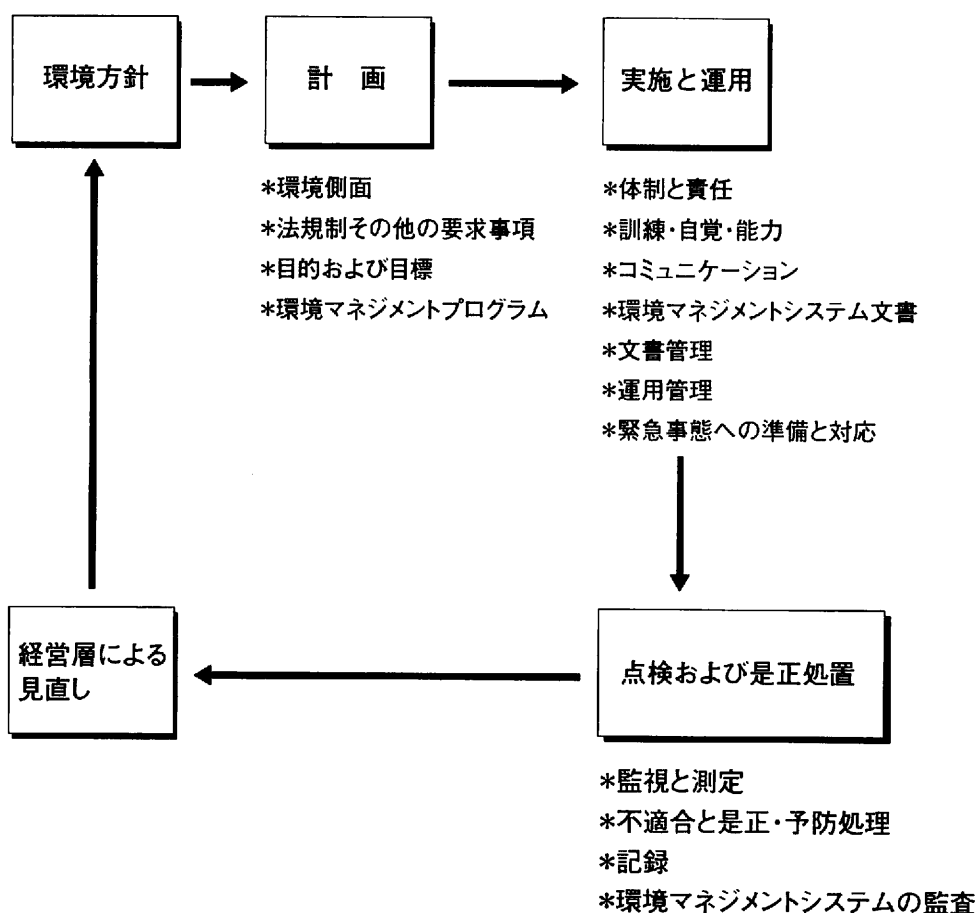 環境方針
計 画
実施と運用
*環境側面
*法規制その他の要求事項
*目的および目標
*環境マネジメントプログラム
*体制と責任
*訓練・自覚・能力
*コミュニケーション
*環境マネジメントシステム文書
*文書管理
*運用管理
*緊急事態への準備と対応
経営層による
見直し
点検および是正処置
*監視と測定
*不適合と是正・予防処理
*記録
*環境マネジメントシステムの監査